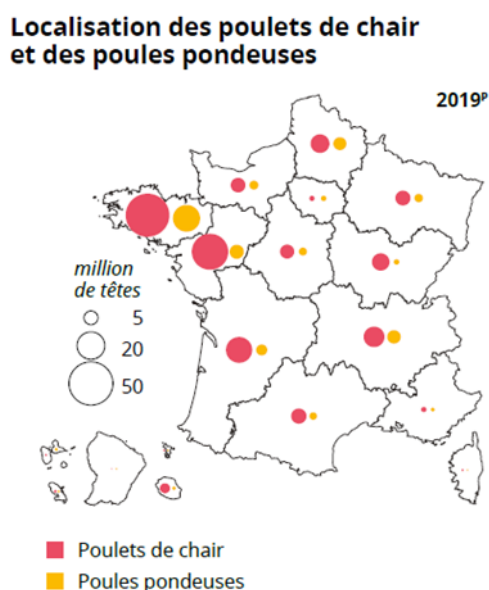 Localisation des poulets de chair
et des poules pondeuses
2019ᵖ
million
de têtes
5
20
50
Poulets de chair
Poules pondeuses